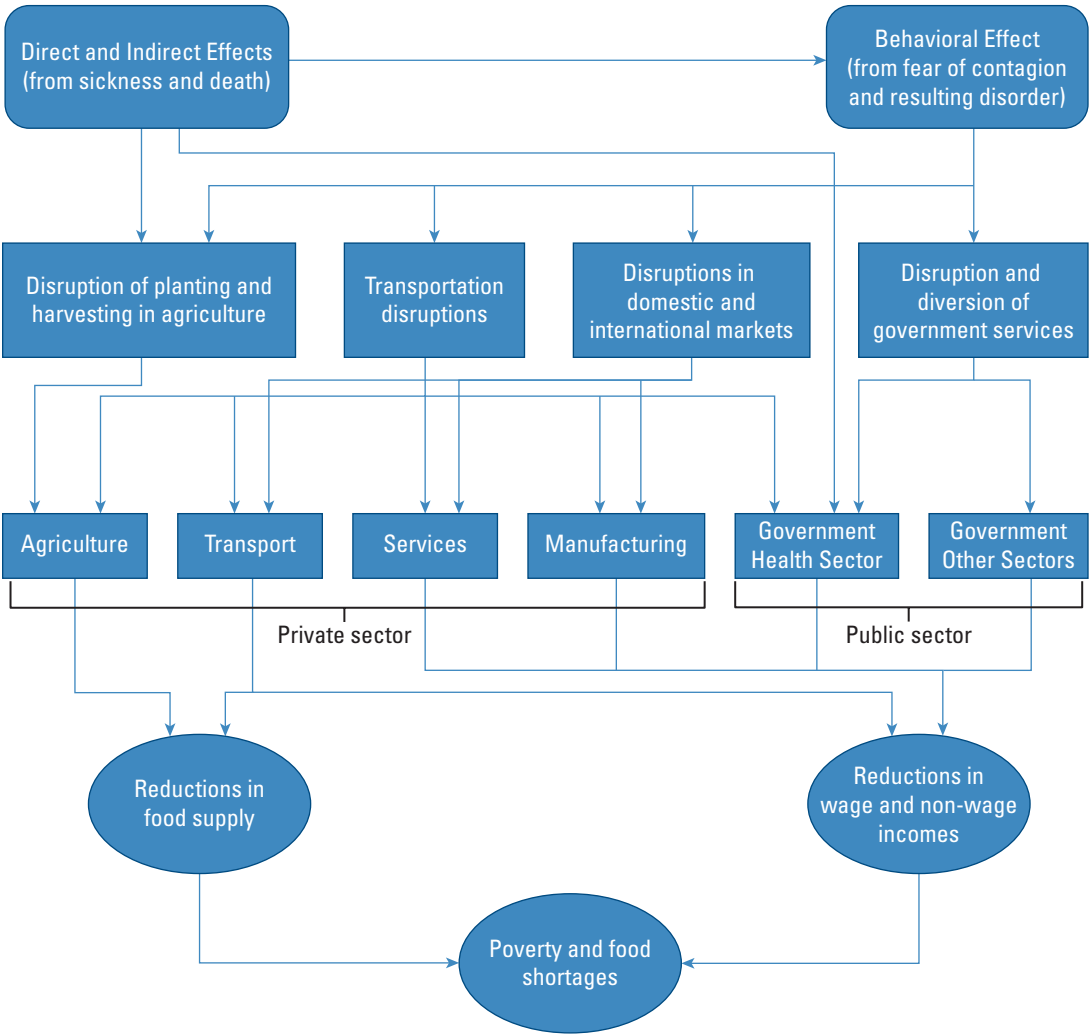 Direct and Indirect Effects
(from sickness and death)
Behavioral Effect
(from fear of contagion
and resulting disorder)
Disruption of planting and
harvesting in agriculture
Transportation
disruptions
Disruptions in
domestic and
international markets
Disruption and
diversion of
government services
Agriculture
Transport
Services
Manufacturing
Government
Health Sector
Government
Other Sectors
Private sector
Public sector
Reductions in
food supply
Reductions in
wage and non-wage
incomes
Poverty and food
shortages